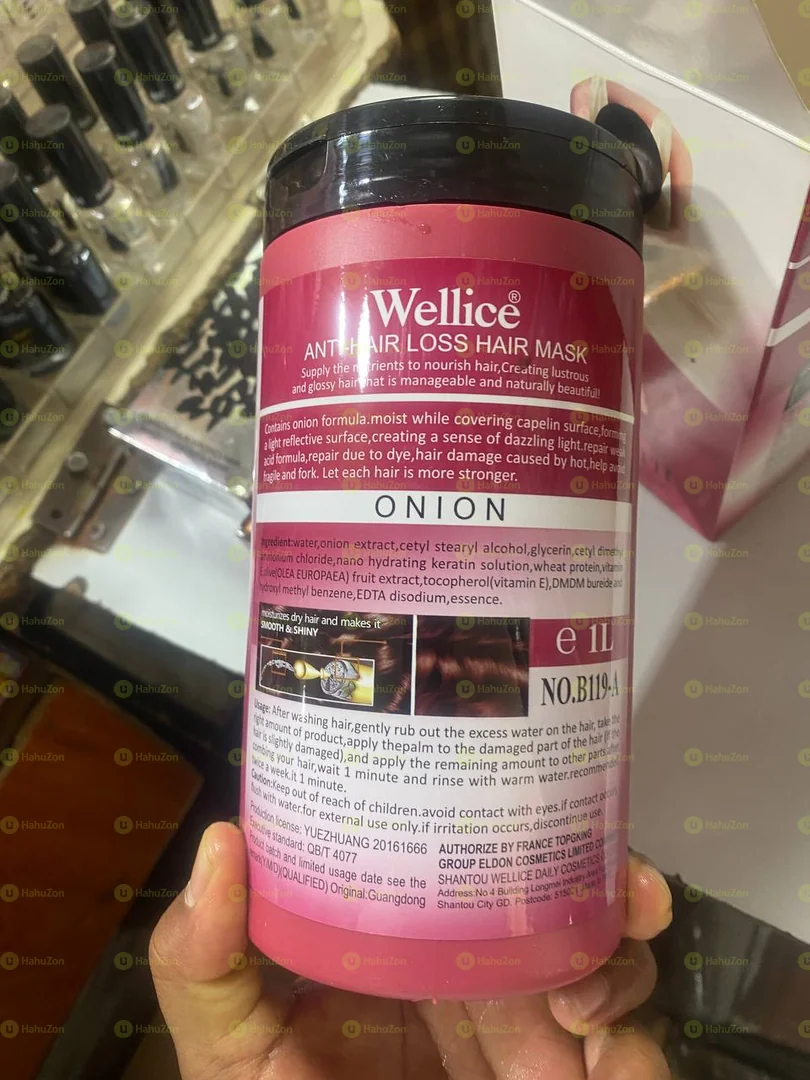 Wellice®
ANTI-HAIR LOSS HAIR MASK
Supply the nutrients to nourish hair,Creating lustrous
and glossy hair that is manageable and naturally beautiful!
Contains onion formula.moist while covering capelin surface,forming
a light reflective surface,creating a sense of dazzling light.repair weak
acid formula,repair due to dye,hair damage caused by hot,help avoid
fragile and fork. Let each hair is more stronger.
ONION
Ingredient:water,onion extract,cetyl stearyl alcohol,glycerin,cetyl dimethyl
ammonium chloride,nano hydrating keratin solution,wheat protein,vitamin
olive(OLEA EUROPAEA) fruit extract,tocopherol(vitamin E),DMDM bureide and
hydroxyl methyl benzene,EDTA disodium,essence.
moisturizes dry hair and makes it
SMOOTH & SHINY
e 1L
NO.B119-A
Usage: After washing hair,gently rub out the excess water on the hair, take the
right amount of product,apply thepalm to the damaged part of the hair (if the
hair is slightly damaged),and apply the remaining amount to other parts.after
combing your hair,wait 1 minute and rinse with warm water.recommended
twice a week.it 1 minute.
Caution:Keep out of reach of children.avoid contact with eyes.if contact occurs,
flush with water.for external use only.if irritation occurs,discontinue use.
Production license: YUEZHUANG 20161666
Executive standard: QB/T 4077
Product batch and limited usage date see the
mark(Y/M/D)(QUALIFIED) Original:Guangdong
AUTHORIZE BY FRANCE TOPGKING
GROUP ELDON COSMETICS LIMITED
SHANTOU WELLICE DAILY COSMETICS
Address:No 4 Building Longmei Industry
Shantou City GD. Postcode:
HahuZon